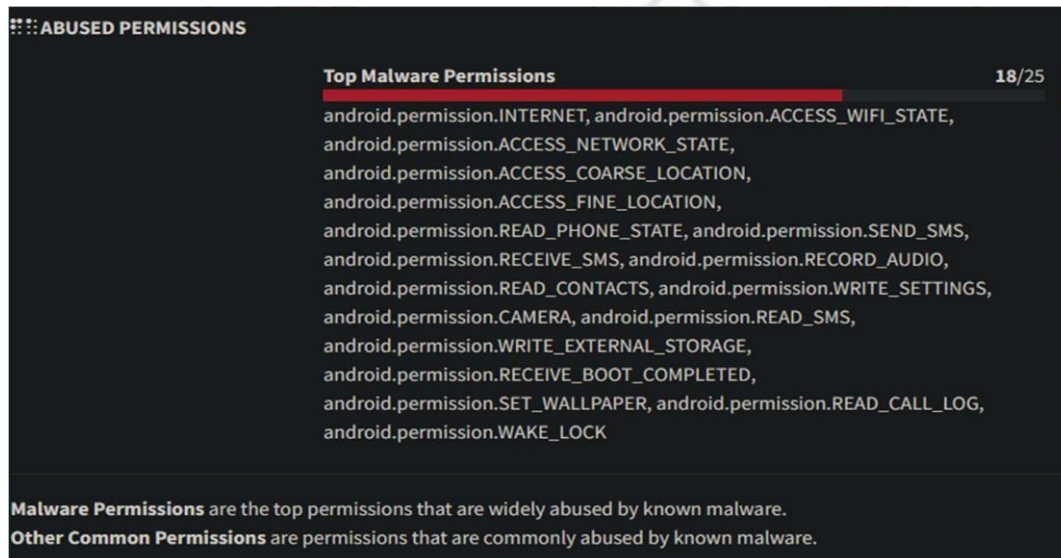 ABUSED PERMISSIONS
Top Malware Permissions 18/25
android.permission.INTERNET, android.permission.ACCESS_WIFI_STATE,
android.permission.ACCESS_NETWORK_STATE,
android.permission.ACCESS_COARSE_LOCATION,
android.permission.ACCESS_FINE_LOCATION,
android.permission.READ_PHONE_STATE, android.permission.SEND_SMS,
android.permission.RECEIVE_SMS, android.permission.RECORD_AUDIO,
android.permission.READ_CONTACTS, android.permission.WRITE_SETTINGS,
android.permission.CAMERA, android.permission.READ_SMS,
android.permission.WRITE_EXTERNAL_STORAGE,
android.permission.RECEIVE_BOOT_COMPLETED,
android.permission.SET_WALLPAPER, android.permission.READ_CALL_LOG,
android.permission.WAKE_LOCK
Malware Permissions are the top permissions that are widely abused by known malware.
Other Common Permissions are permissions that are commonly abused by known malware.